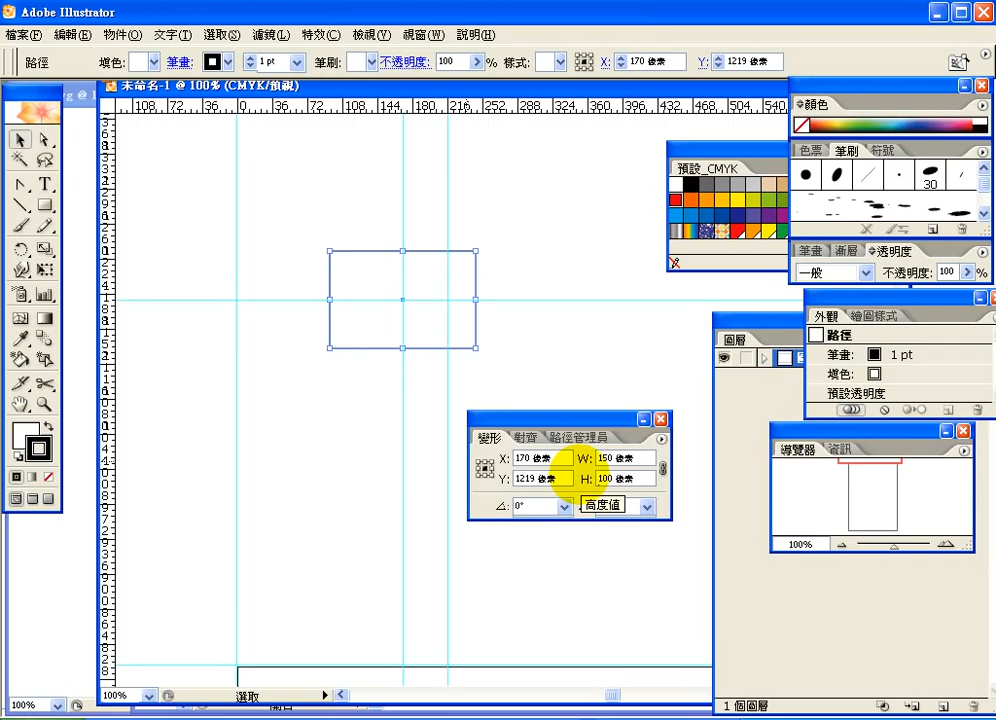 Adobe Illustrator
檔案(F) 編輯(E) 物件(O) 文字(T) 選取(S) 濾鏡(L) 特效(C) 檢視(V) 視窗(W) 說明(H)
路徑 填色: 筆畫: 1 pt 筆刷: 不透明度: 100 % 樣式: X: 170 像素 Y: 1219 像素
未命名-1 @ 100% (CMYK/預視)
108 72 36 0 36 72 108 144 180 216 252 288 324 360 396 432 468 504 540
顏色
色票 筆刷 符號
30
預設_CMYK
筆畫 漸層 透明度
一般 不透明度: 100 %
外觀 繪圖樣式
路徑
筆畫: 1 pt
填色:
預設透明度
圖層
變形 對齊 路徑管理員
X: 170 像素 W: 150 像素
Y: 1219 像素 H: 100 像素
0°
高度值
導覽器 資訊
100%
100% 選取
100%
1 個圖層